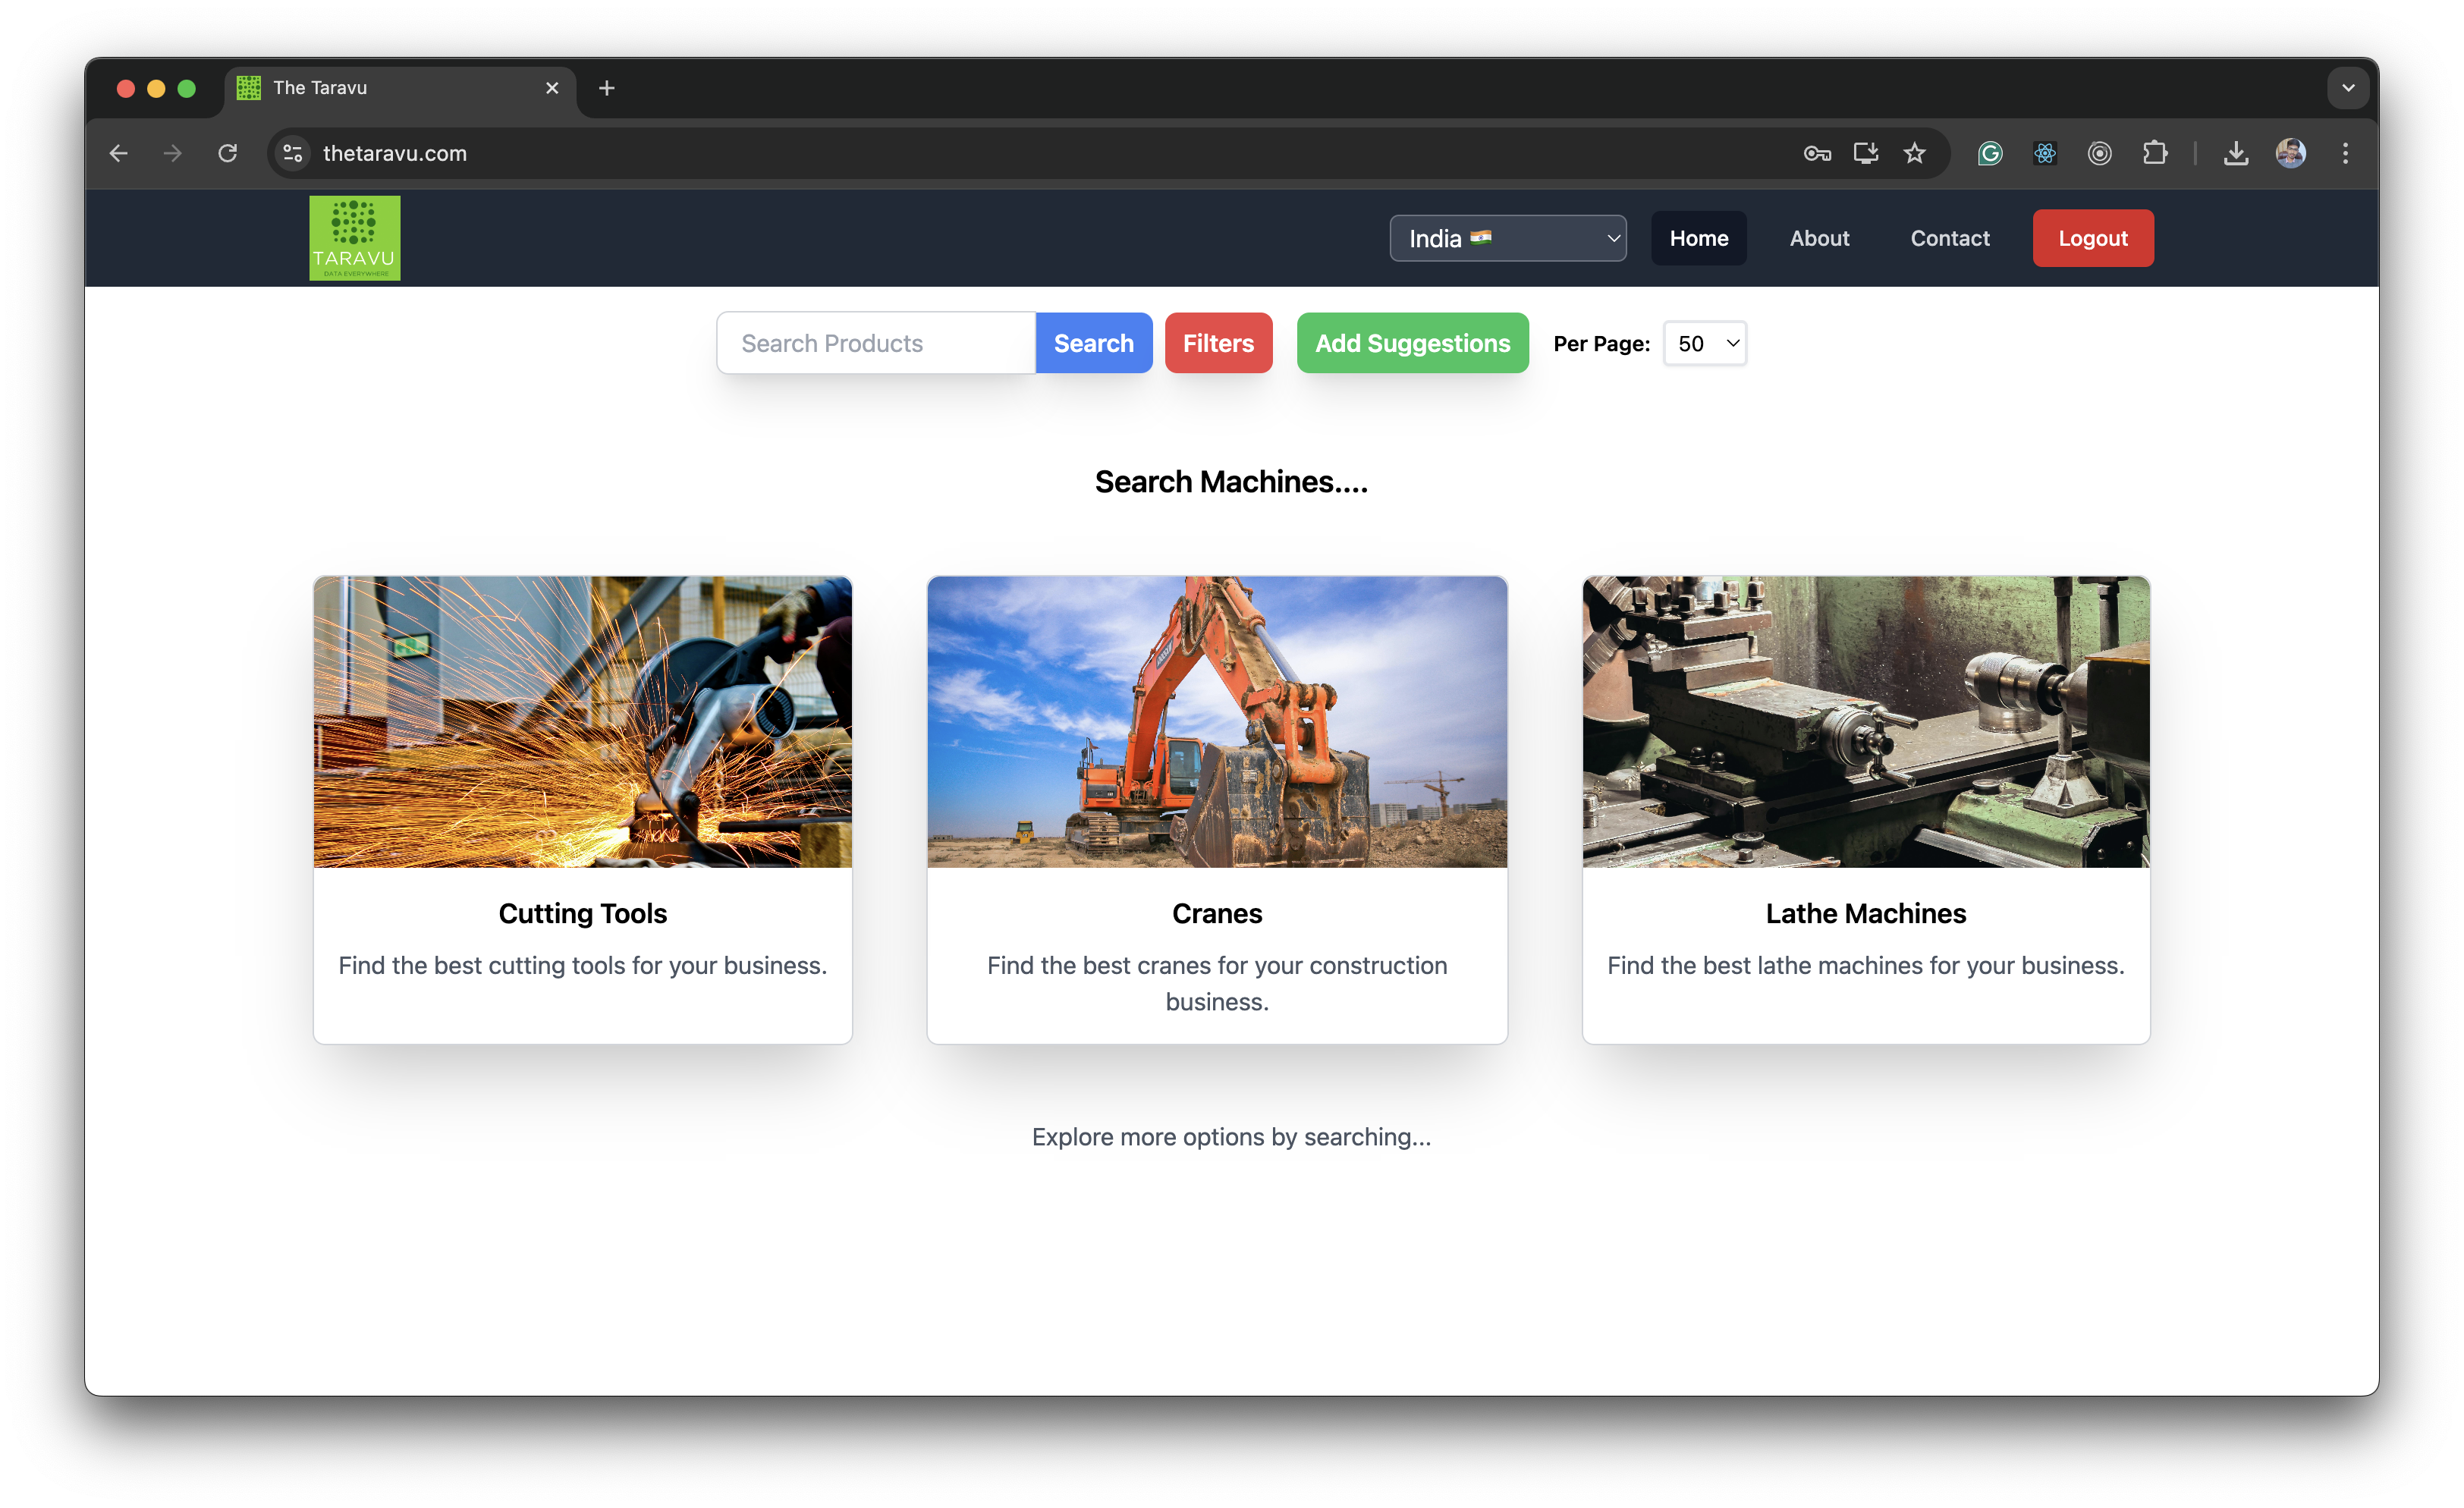 The Taravu
thetaravu.com
TARAVU
DATA EVERYWHERE
India 🇮🇳
Home
About
Contact
Logout
Search Products
Search
Filters
Add Suggestions
Per Page:
50
Search Machines....
Cutting Tools
Find the best cutting tools for your business.
Cranes
Find the best cranes for your construction
business.
Lathe Machines
Find the best lathe machines for your business.
Explore more options by searching...